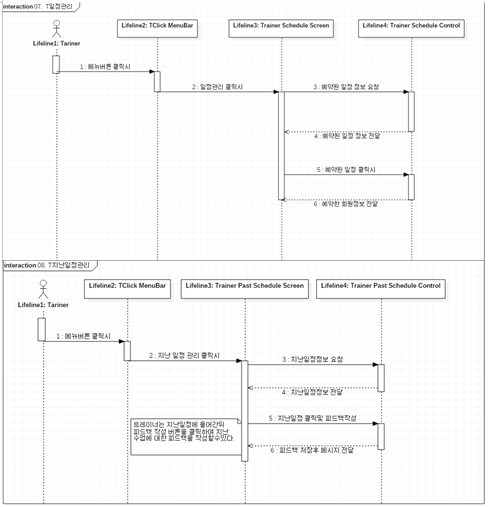 interaction 07. T일정관리
Lifeline1: Tariner
Lifeline2: TClick MenuBar
Lifeline3: Trainer Schedule Screen
Lifeline4: Trainer Schedule Control
1 : 메뉴버튼 클릭시
2 : 일정관리 클릭시
3 : 예약된 일정 정보 요청
4 : 예약된 일정 정보 전달
5 : 예약된 일정 클릭시
6 : 예약한 회원정보 전달
interaction 08. T지난일정관리
Lifeline1: Tariner
Lifeline2: TClick MenuBar
Lifeline3: Trainer Past Schedule Screen
Lifeline4: Trainer Past Schedule Control
1 : 메뉴버튼 클릭시
2 : 지난 일정 관리 클릭시
3 : 지난일정정보 요청
4 : 지난일정정보 전달
트레이너는 지난일정에 들어간뒤
피드백 작성 버튼을 클릭하여 지난
수업에 대한 피드백를 작성할수있다.
5 : 지난일정 클릭및 피드백작성
6 : 피드백 저장후 메시지 전달